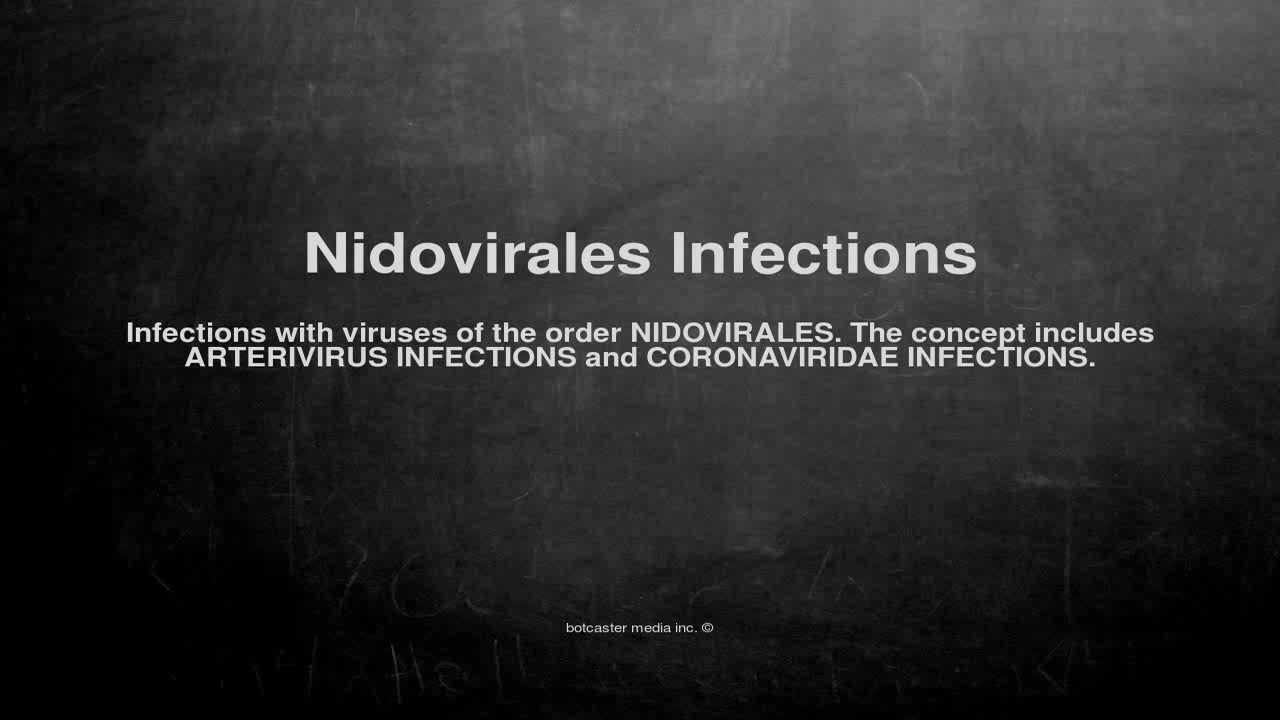 Nidovirales Infections
Infections with viruses of the order NIDOVIRALES. The concept includes
ARTERIVIRUS INFECTIONS and CORONAVIRIDAE INFECTIONS.
botcaster media inc. ©